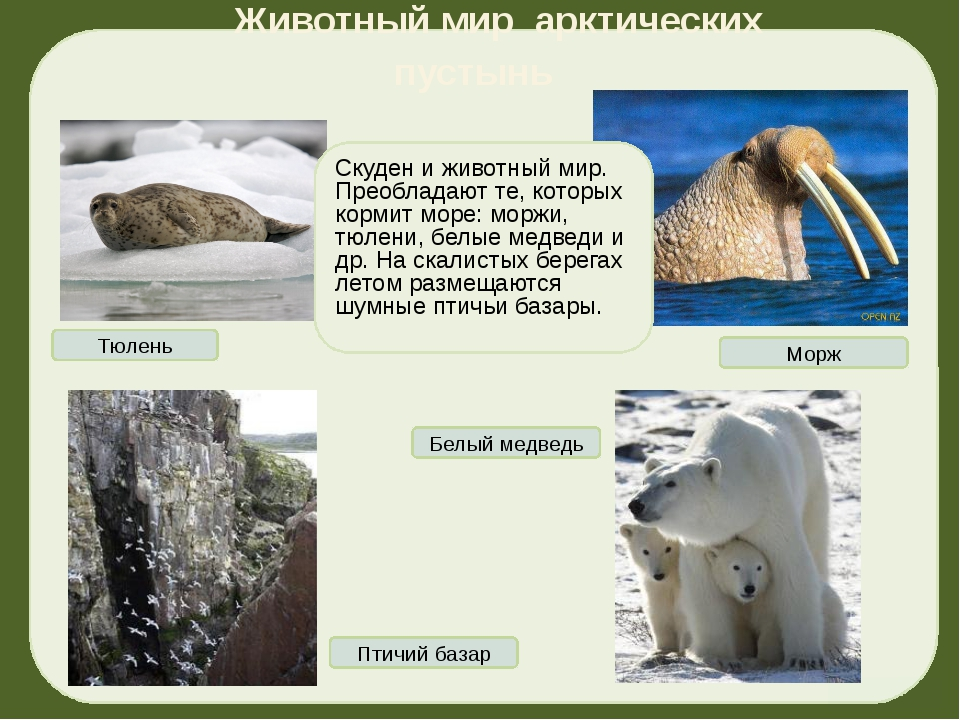 Животный мир арктических
пустынь
Скуден и животный мир.
Преобладают те, которых
кормит море: моржи,
тюлени, белые медведи и
др. На скалистых берегах
летом размещаются
шумные птичьи базары.
OPEN.AZ
Тюлень
Морж
Белый медведь
Птичий базар